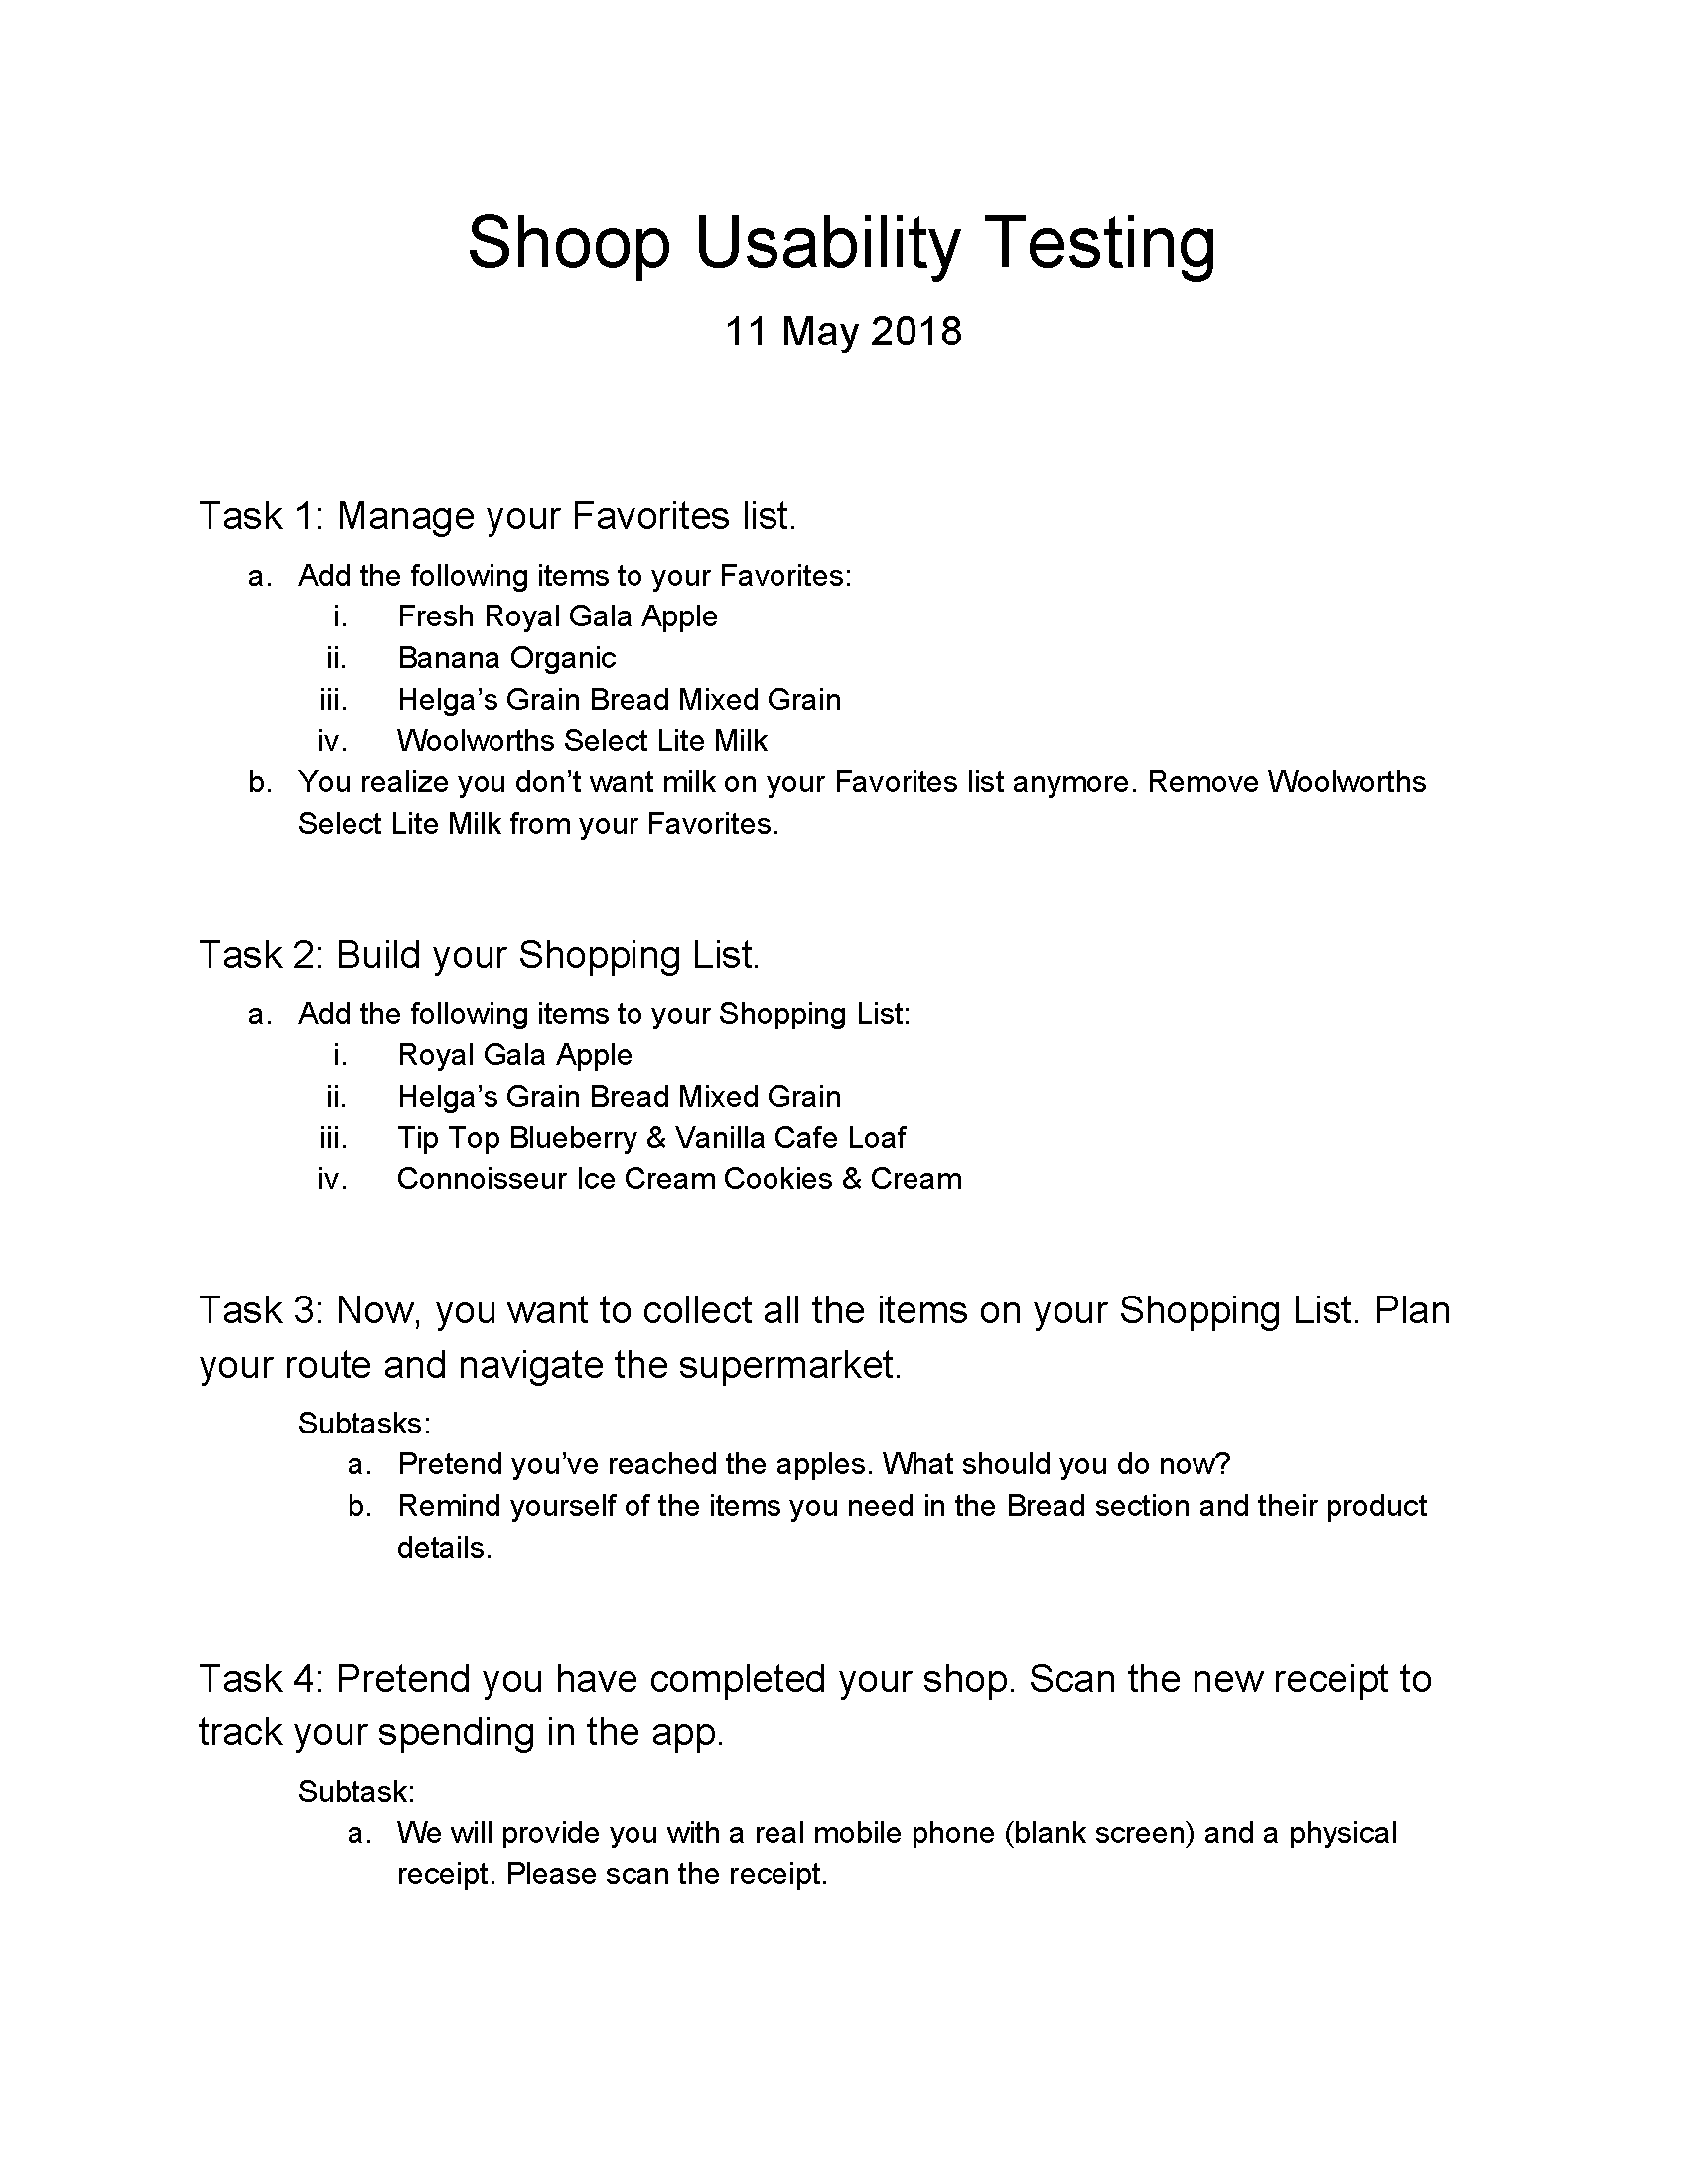 Shoop Usability Testing
11 May 2018
Task 1: Manage your Favorites list.
a. Add the following items to your Favorites:
i. Fresh Royal Gala Apple
ii. Banana Organic
iii. Helga’s Grain Bread Mixed Grain
iv. Woolworths Select Lite Milk
b. You realize you don’t want milk on your Favorites list anymore. Remove Woolworths
Select Lite Milk from your Favorites.
Task 2: Build your Shopping List.
a. Add the following items to your Shopping List:
i. Royal Gala Apple
ii. Helga’s Grain Bread Mixed Grain
iii. Tip Top Blueberry & Vanilla Cafe Loaf
iv. Connoisseur Ice Cream Cookies & Cream
Task 3: Now, you want to collect all the items on your Shopping List. Plan
your route and navigate the supermarket.
Subtasks:
a. Pretend you’ve reached the apples. What should you do now?
b. Remind yourself of the items you need in the Bread section and their product
details.
Task 4: Pretend you have completed your shop. Scan the new receipt to
track your spending in the app.
Subtask:
a. We will provide you with a real mobile phone (blank screen) and a physical
receipt. Please scan the receipt.